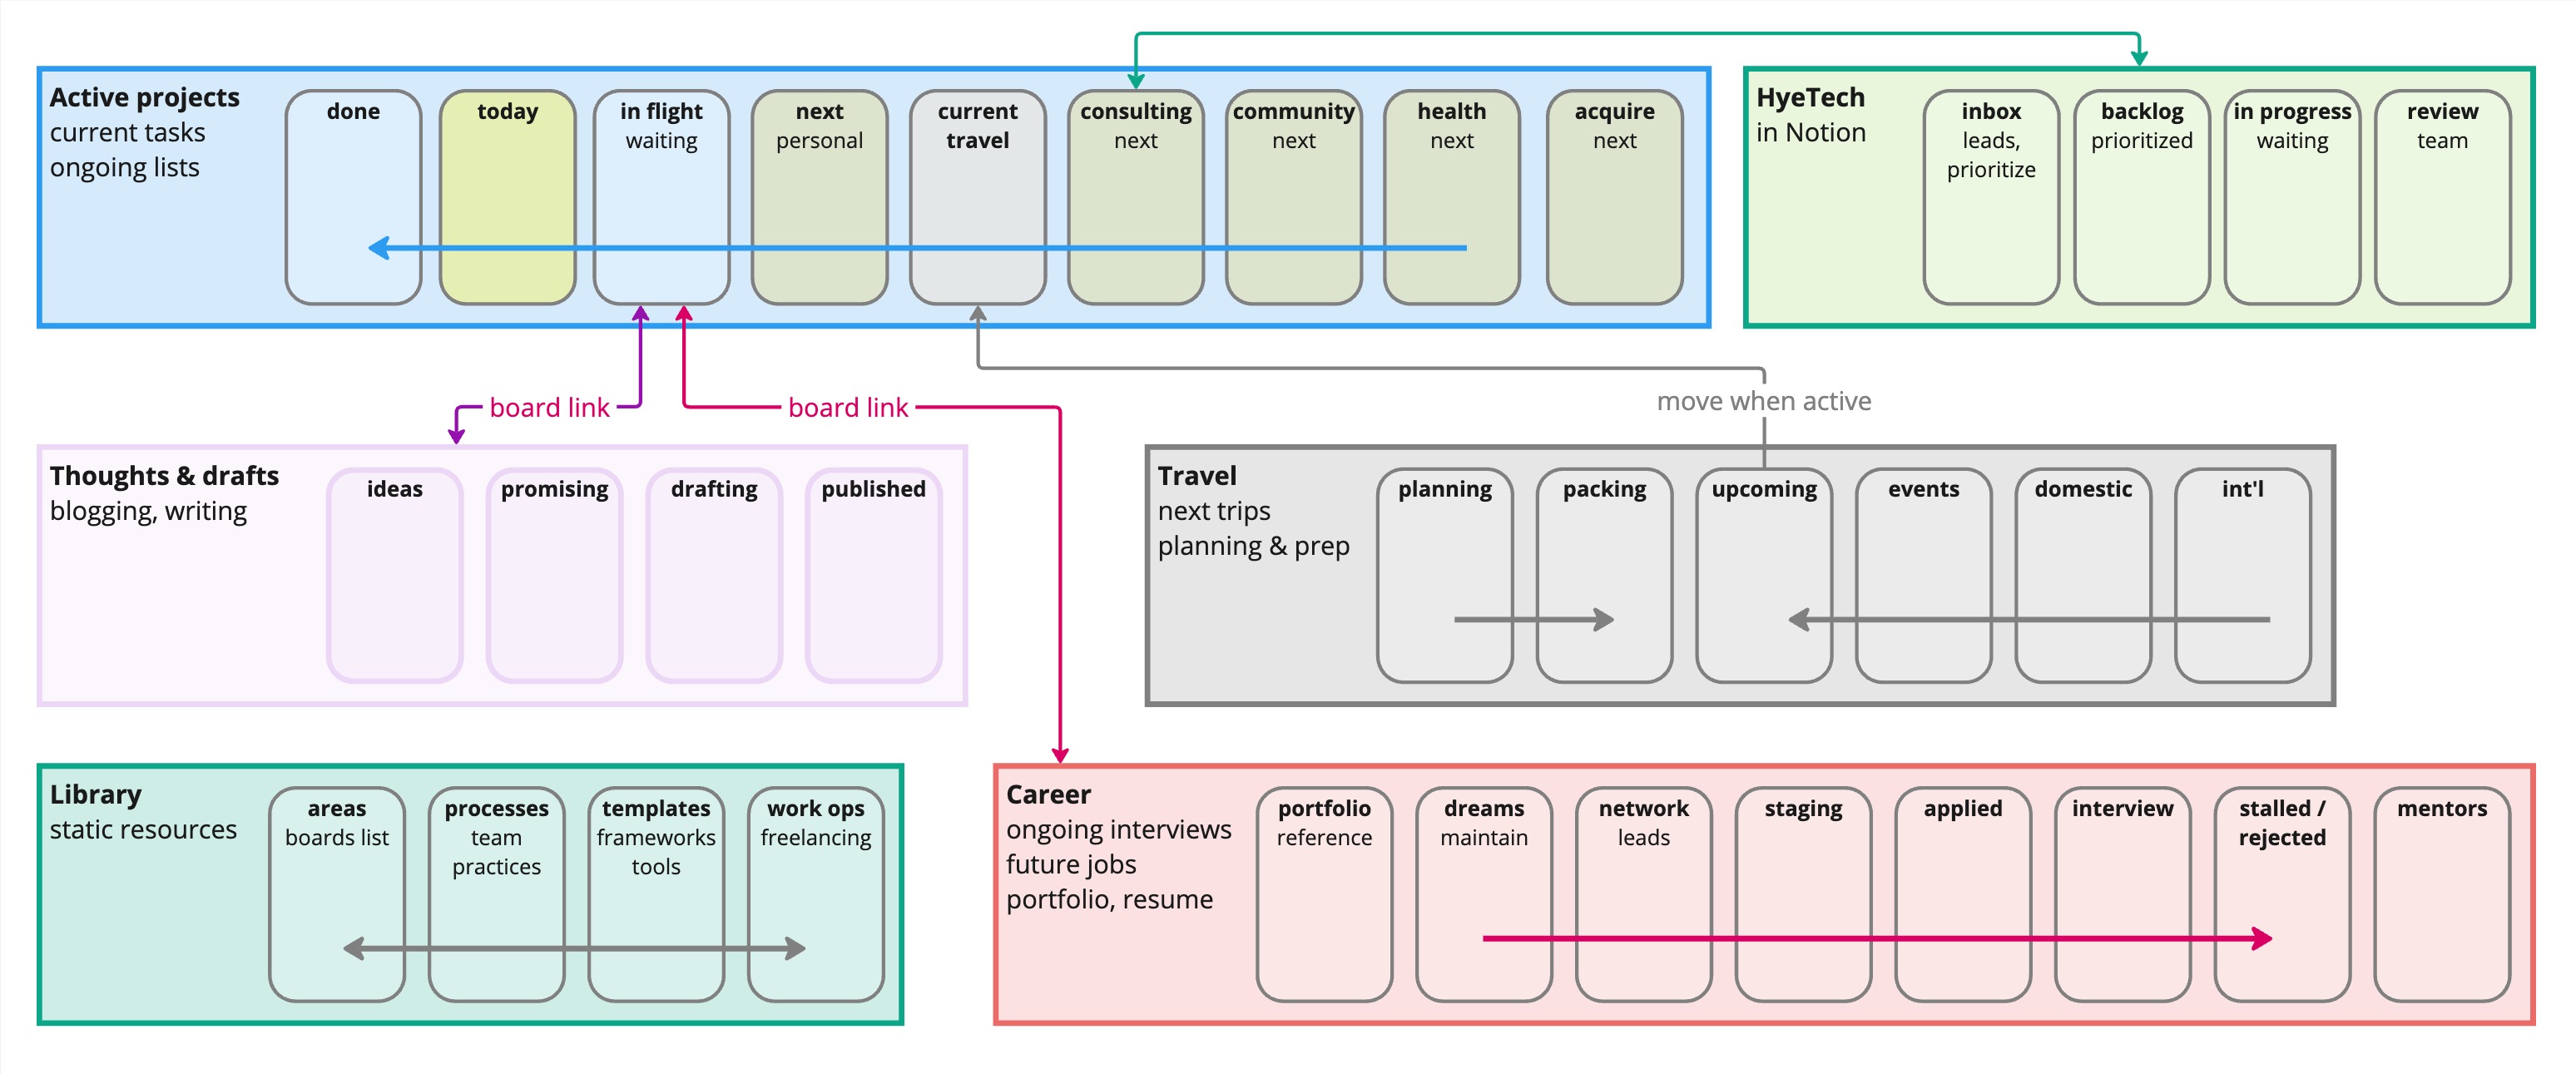 Active projects
current tasks
ongoing lists
done
today
in flight
waiting
next
personal
current
travel
consulting
next
community
next
health
next
acquire
next
HyeTech
in Notion
inbox
leads,
prioritize
backlog
prioritized
in progress
waiting
review
team
board link
board link
move when active
Thoughts & drafts
blogging, writing
ideas
promising
drafting
published
Travel
next trips
planning & prep
planning
packing
upcoming
events
domestic
int'l
Library
static resources
areas
boards list
processes
team
practices
templates
frameworks
tools
work ops
freelancing
Career
ongoing interviews
future jobs
portfolio, resume
portfolio
reference
dreams
maintain
network
leads
staging
applied
interview
stalled /
rejected
mentors